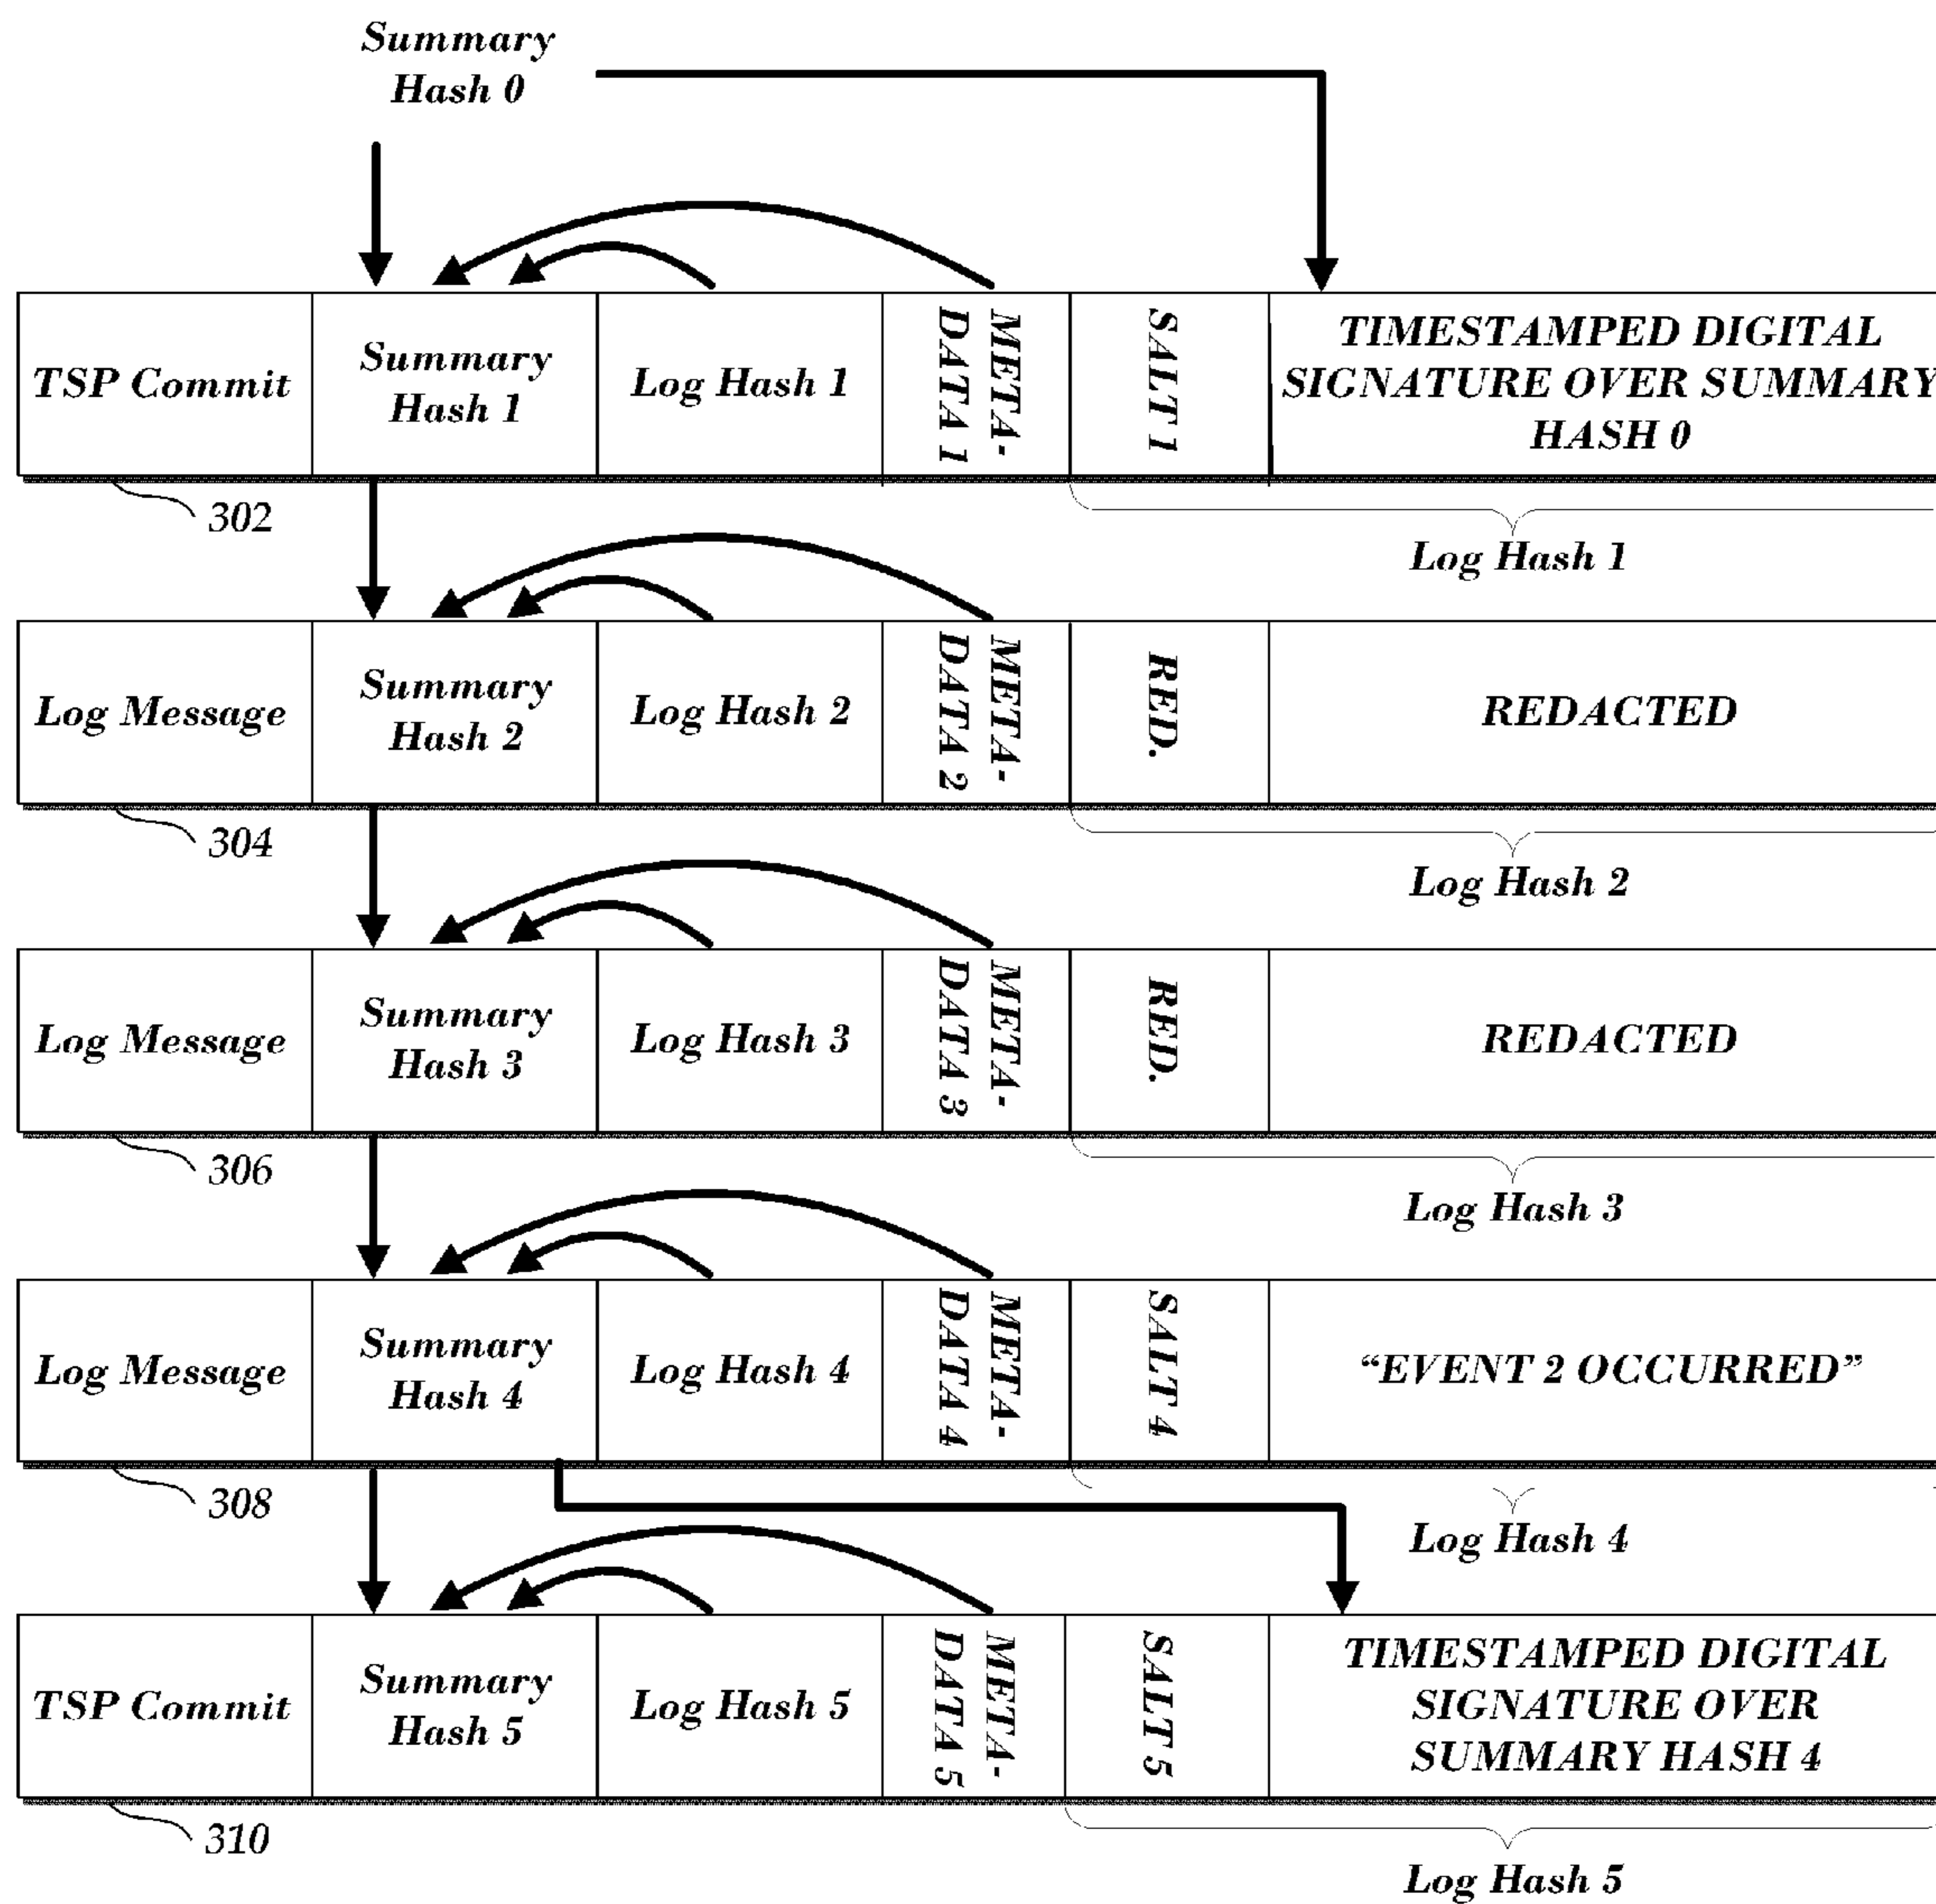 Summary
Hash 0
TSP Commit
Summary
Hash 1
Log Hash 1
META-
DATA 1
SALT 1
TIMESTAMPED DIGITAL
SIGNATURE OVER SUMMARY
HASH 0
302
Log Hash 1
Log Message
Summary
Hash 2
Log Hash 2
META-
DATA 2
RED.
REDACTED
304
Log Hash 2
Log Message
Summary
Hash 3
Log Hash 3
META-
DATA 3
RED.
REDACTED
306
Log Hash 3
Log Message
Summary
Hash 4
Log Hash 4
META-
DATA 4
SALT 4
“EVENT 2 OCCURRED”
308
Log Hash 4
TSP Commit
Summary
Hash 5
Log Hash 5
META-
DATA 5
SALT 5
TIMESTAMPED DIGITAL
SIGNATURE OVER
SUMMARY HASH 4
310
Log Hash 5